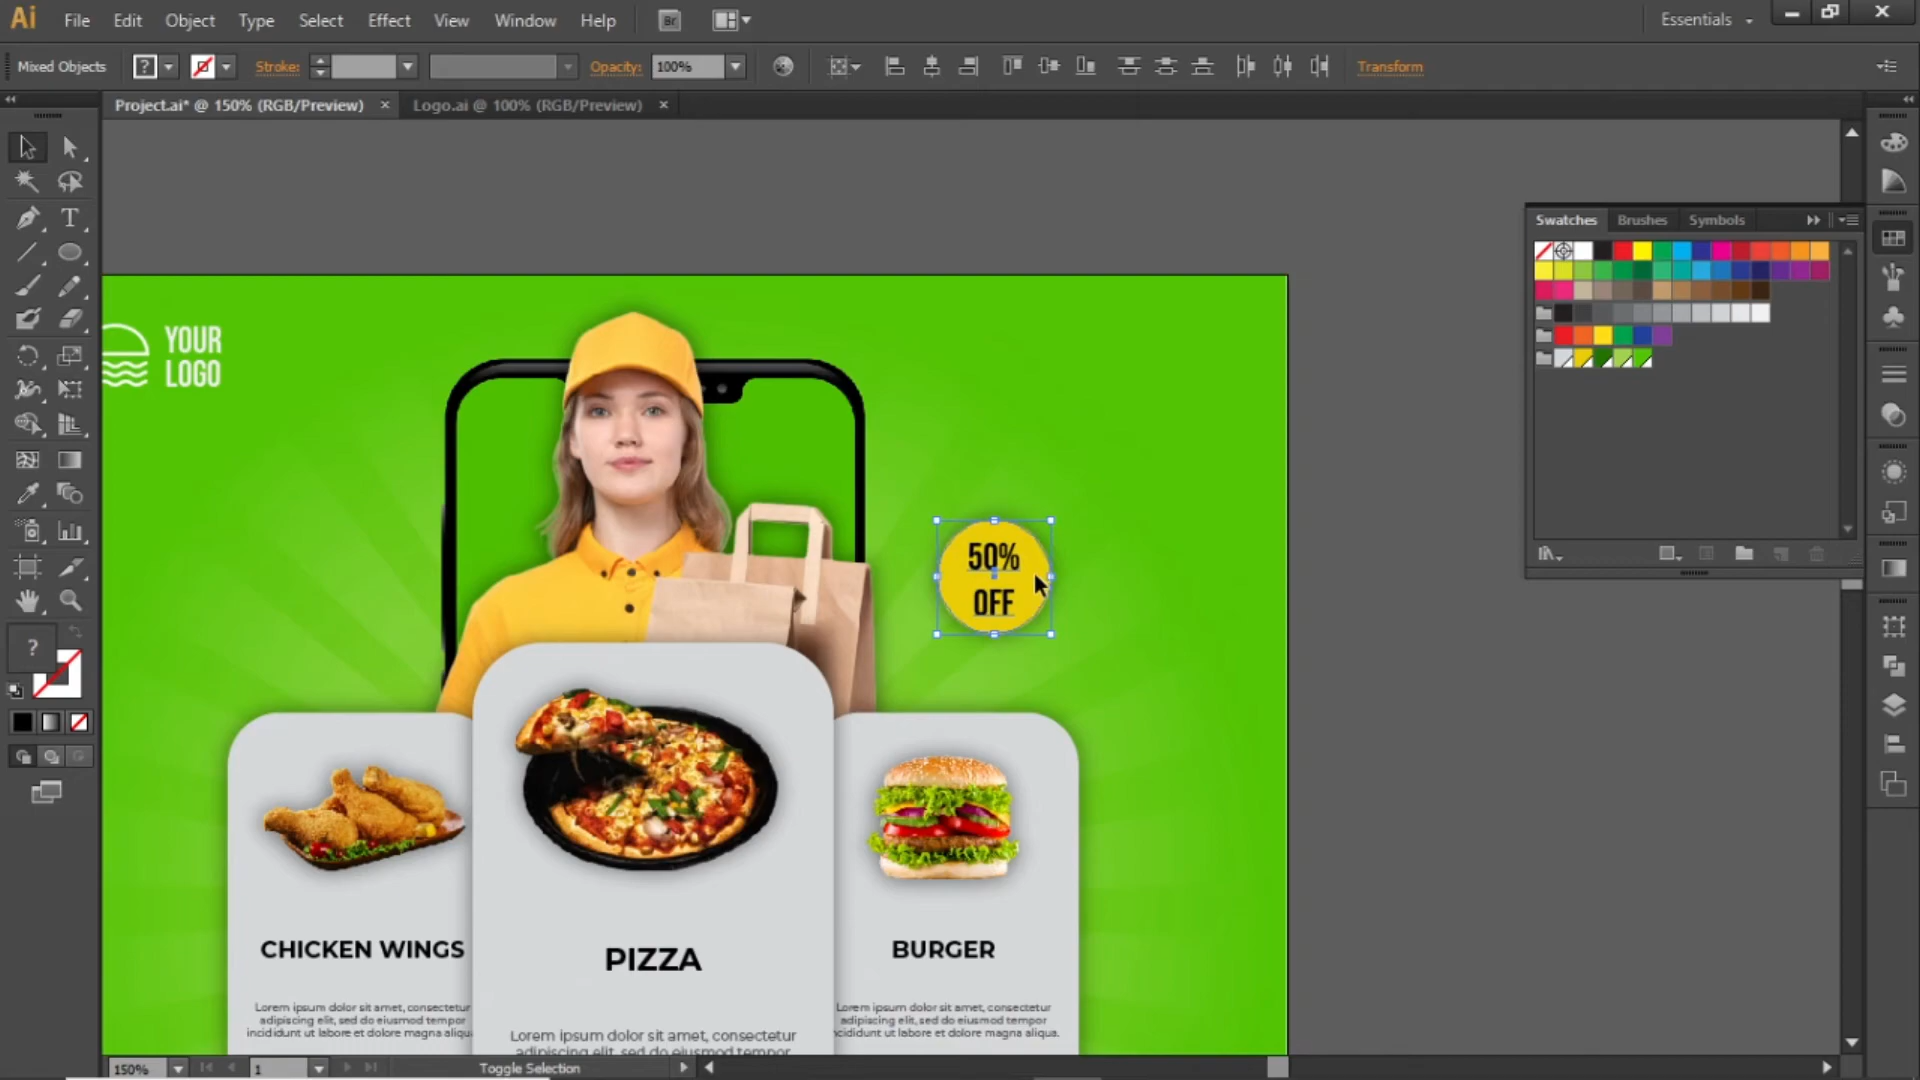 Ai File Edit Object Type Select Effect View Window Help Br Essentials
Mixed Objects ? Stroke: Opacity: 100% Transform
Project.ai* @ 150% (RGB/Preview) × Logo.ai @ 100% (RGB/Preview) ×
Swatches Brushes Symbols
YOUR
LOGO
50%
OFF
?
CHICKEN WINGS
Lorem ipsum dolor sit amet, consectetur
adipiscing elit, sed do eiusmod tempor
incididunt ut labore et dolore magna aliqua
PIZZA
Lorem ipsum dolor sit amet, consectetur
adipiscing elit, sed do eiusmod tempor
BURGER
Lorem ipsum dolor sit amet, consectetur
adipiscing elit, sed do eiusmod tempor
ncididunt ut labore et dolore magna aliqua.
150% 1 Toggle Selection